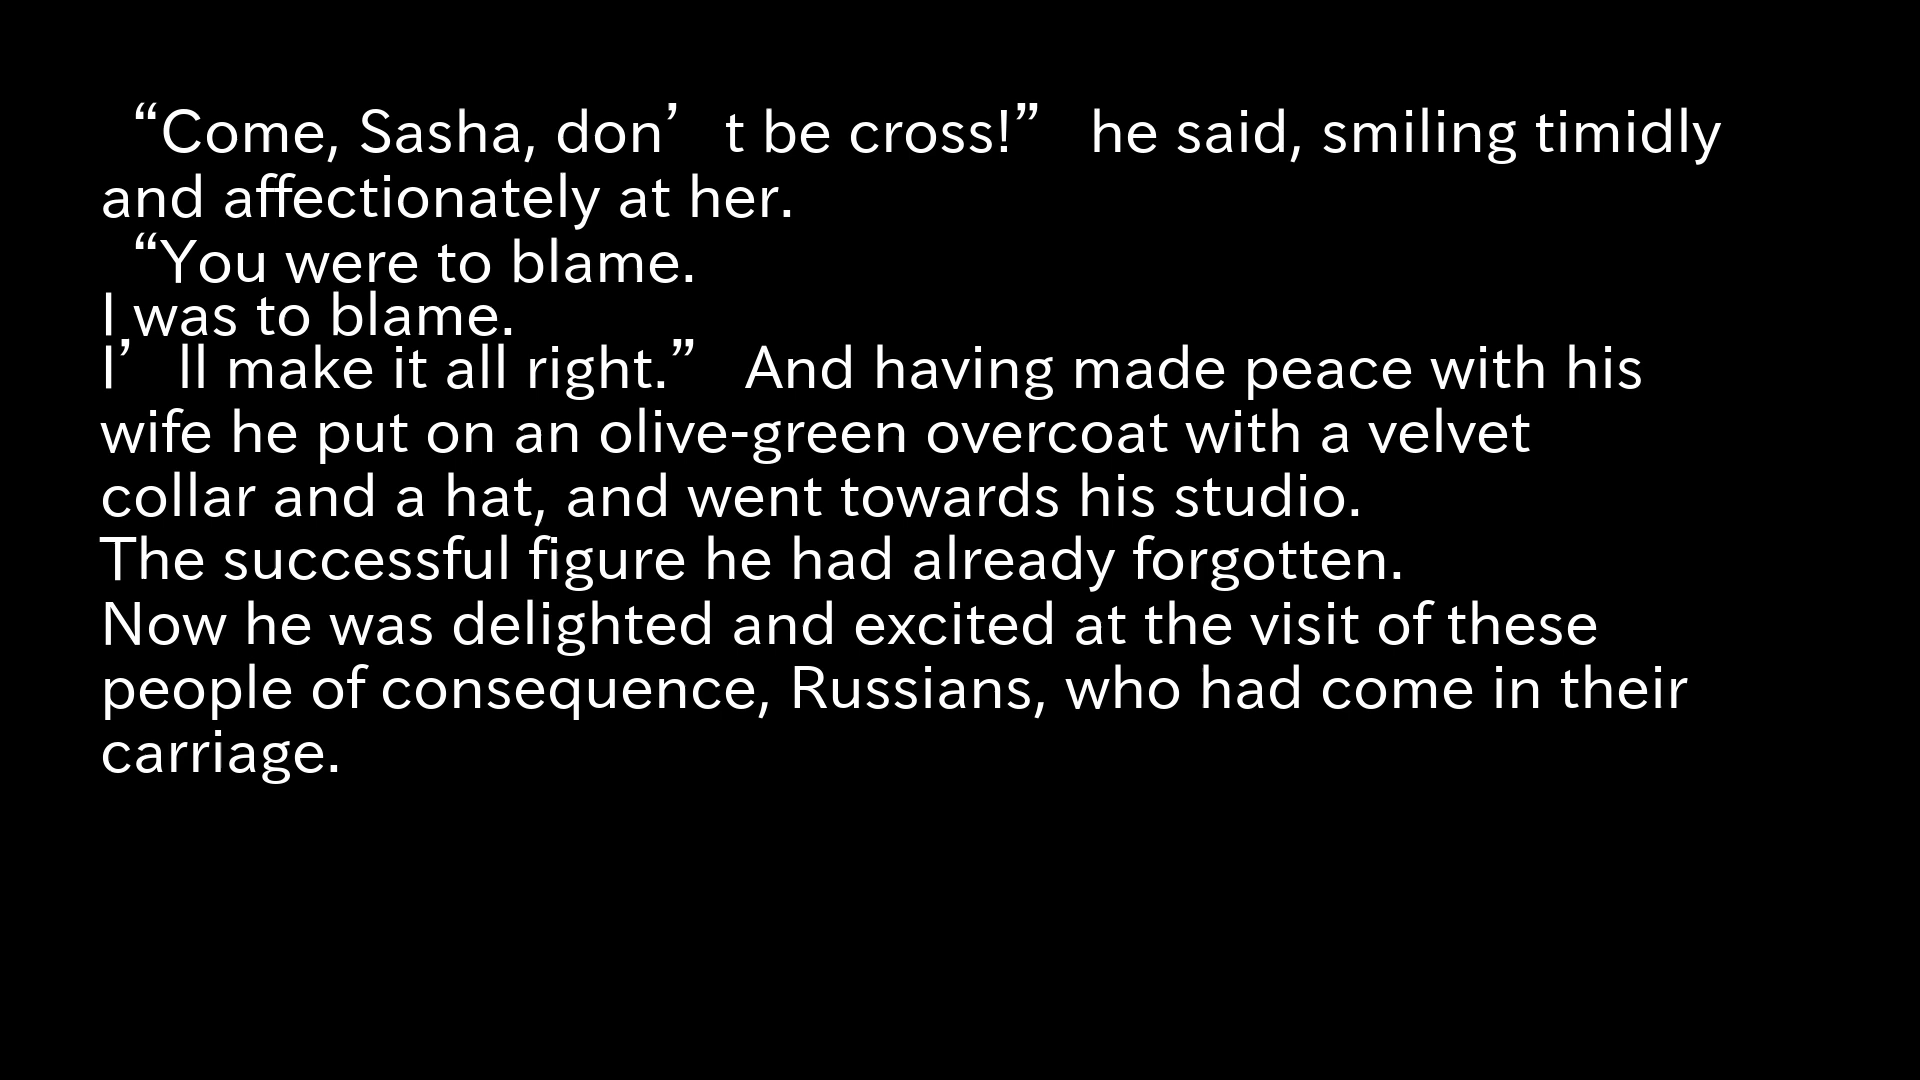 “Come, Sasha, don’t be cross!” he said, smiling timidly
and affectionately at her.
“You were to blame.
I was to blame.
I’ll make it all right.” And having made peace with his
wife he put on an olive-green overcoat with a velvet
collar and a hat, and went towards his studio.
The successful figure he had already forgotten.
Now he was delighted and excited at the visit of these
people of consequence, Russians, who had come in their
carriage.